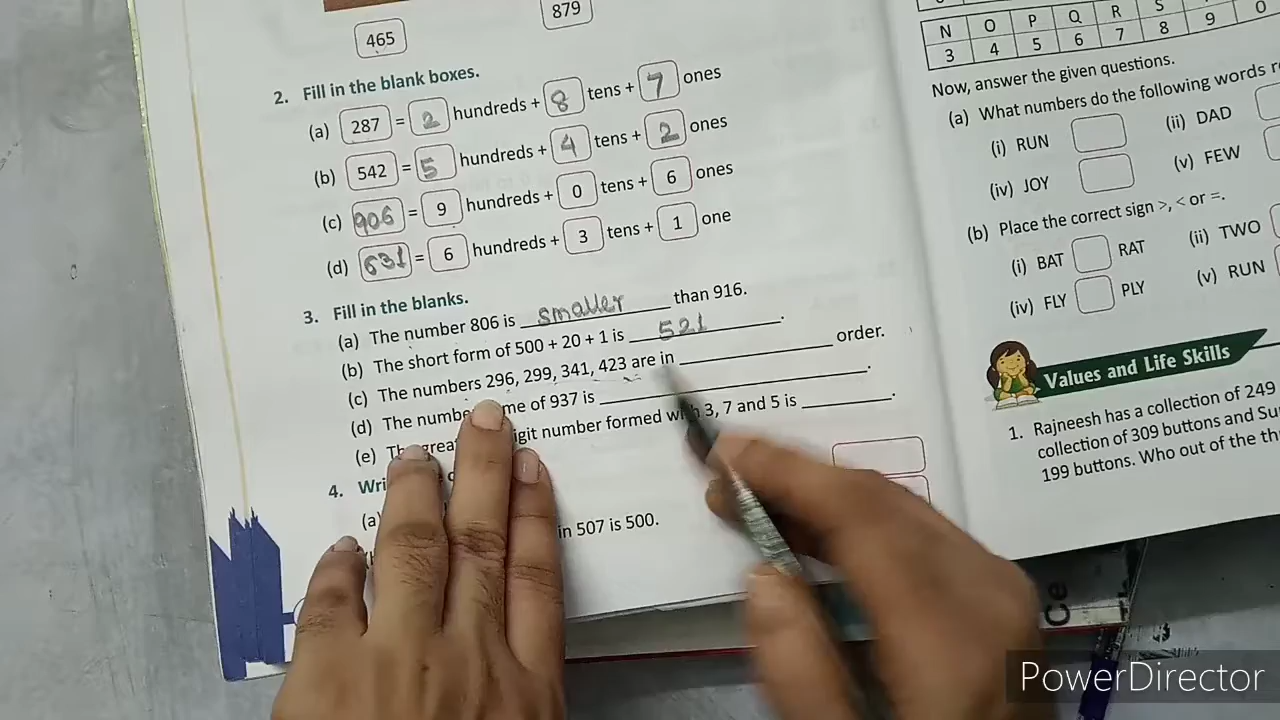 465
879
2. Fill in the blank boxes.
(a) 287 = 2 hundreds + 8 tens + 7 ones
(b) 542 = 5 hundreds + 4 tens + 2 ones
(c) 906 = 9 hundreds + 0 tens + 6 ones
(d) 631 = 6 hundreds + 3 tens + 1 one
3. Fill in the blanks.
(a) The number 806 is smaller than 916.
(b) The short form of 500 + 20 + 1 is 521.
(c) The numbers 296, 299, 341, 423 are in ____ order.
(d) The me of 937 is ____.
(e) igit number formed 3, 7 and 5 is ____.
4.
(a) in 507 is 500.
N O P Q R S
3 4 5 6 7 8 9 0
Now, answer the given questions.
(a) What numbers do the following words
(i) RUN (ii) DAD
(iv) JOY (v) FEW
(b) Place the correct sign >, < or =.
(i) BAT RAT (ii) TWO
(iv) FLY PLY (v) RUN
Values and Life Skills
1. Rajneesh has a collection of 249
collection of 309 buttons and
199 buttons. Who out of the
PowerDirector